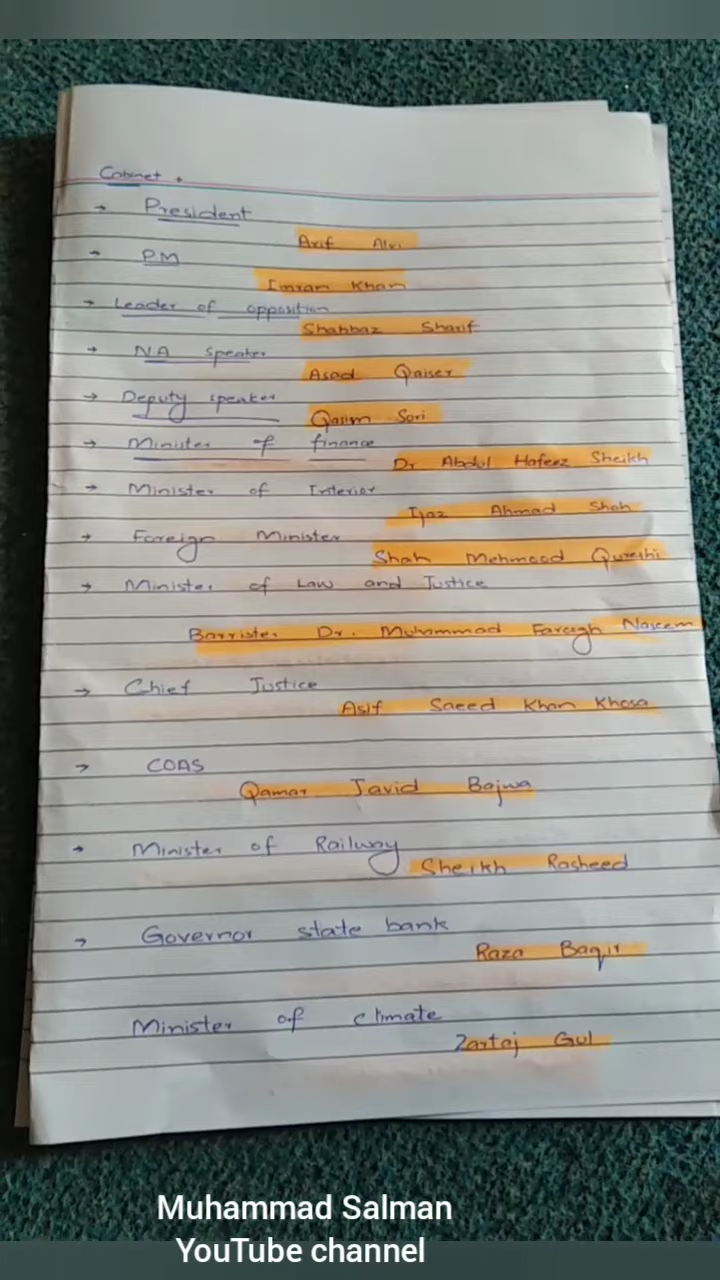 Cabinet.
→ President
Arif Alvi
- PM
Imran Khan
→ Leader of opposition
Shahbaz Sharif
→ NA speaker
Asad Qaiser
→ Deputy speaker
Qasim Sori
→ Minister of finance
Dr Abdul Hafeez Sheikh
→ Minister of Interior
Ijaz Ahmad Shah
→ Foreign Minister
Shah Mehmood Qureshi
→ Minister of Law and Justice
Barrister Dr. Muhammad Farogh Naseem
→ Chief Justice
Asif Saeed Khan Khosa
→ COAS
Qamar Javid Bajwa
→ Minister of Railway
Sheikh Rasheed
→ Governor state bank
Raza Baqir
Minister of climate
Zartaj Gul
Muhammad Salman
YouTube channel